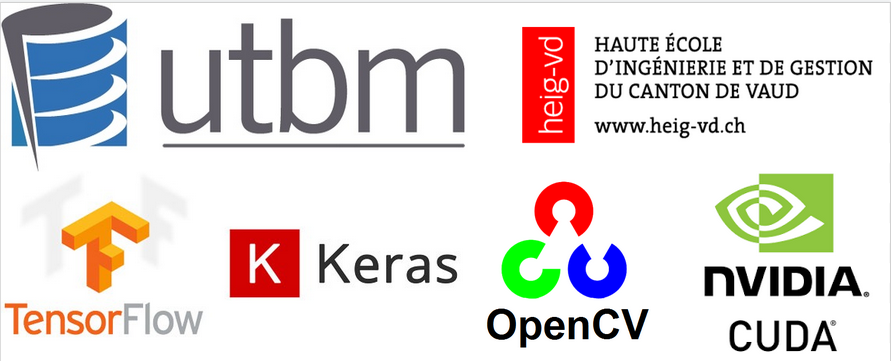 utbm
heig-vd
HAUTE ÉCOLE
D'INGÉNIERIE ET DE GESTION
DU CANTON DE VAUD
www.heig-vd.ch
TF
TensorFlow
K Keras
OpenCV
NVIDIA®
CUDA®